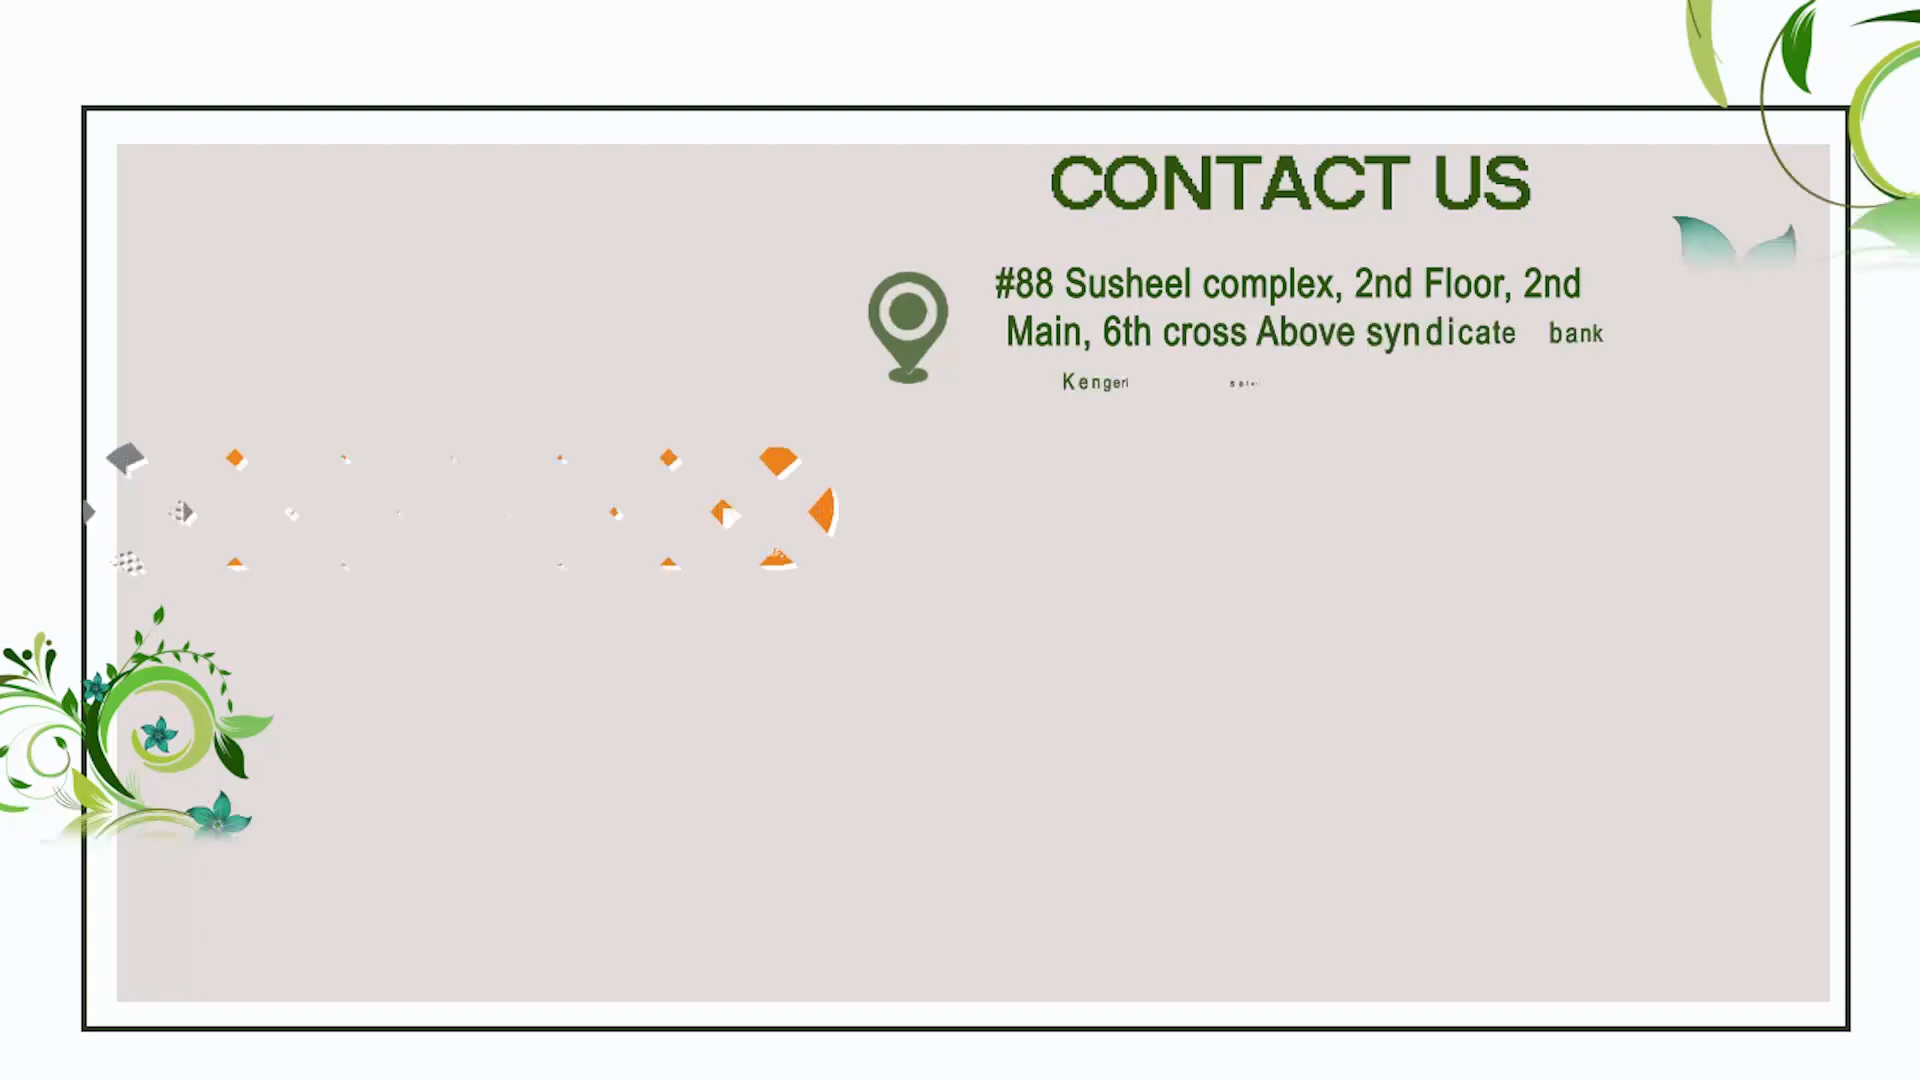 CONTACT US
#88 Susheel complex, 2nd Floor, 2nd
Main, 6th cross Above syndicate bank
Kengeri